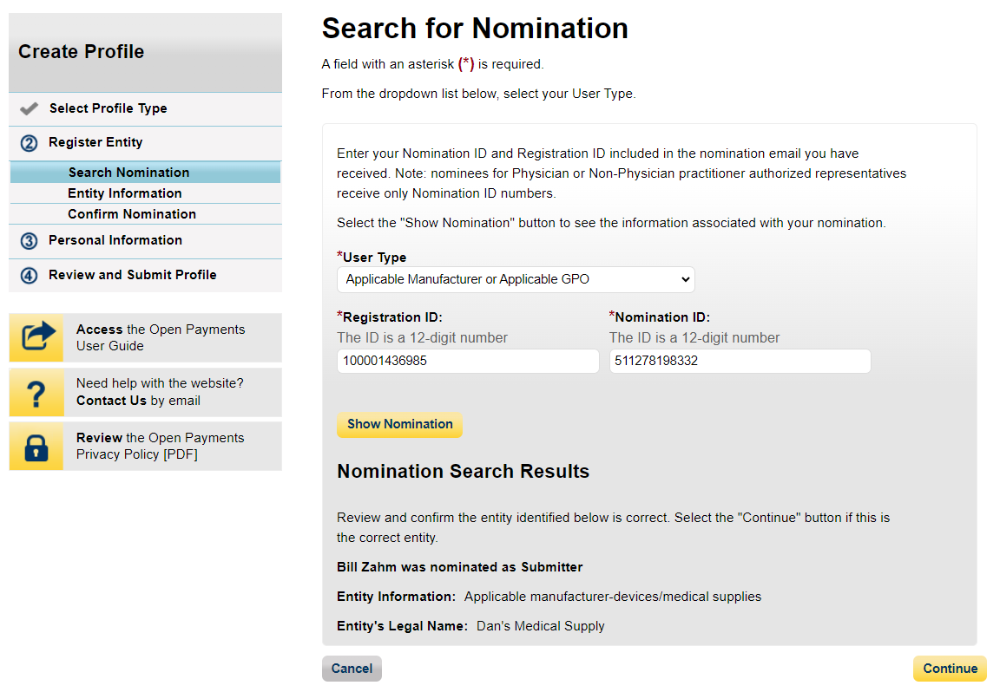 Create Profile
Select Profile Type
2 Register Entity
Search Nomination
Entity Information
Confirm Nomination
3 Personal Information
4 Review and Submit Profile
Access the Open Payments
User Guide
? Need help with the website?
Contact Us by email
Review the Open Payments
Privacy Policy [PDF]
Search for Nomination
A field with an asterisk (*) is required.
From the dropdown list below, select your User Type.
Enter your Nomination ID and Registration ID included in the nomination email you have
received. Note: nominees for Physician or Non-Physician practitioner authorized representatives
receive only Nomination ID numbers.
Select the "Show Nomination" button to see the information associated with your nomination.
*User Type
Applicable Manufacturer or Applicable GPO
*Registration ID:
The ID is a 12-digit number
100001436985
*Nomination ID:
The ID is a 12-digit number
511278198332
Show Nomination
Nomination Search Results
Review and confirm the entity identified below is correct. Select the "Continue" button if this is
the correct entity.
Bill Zahm was nominated as Submitter
Entity Information: Applicable manufacturer-devices/medical supplies
Entity's Legal Name: Dan's Medical Supply
Cancel
Continue